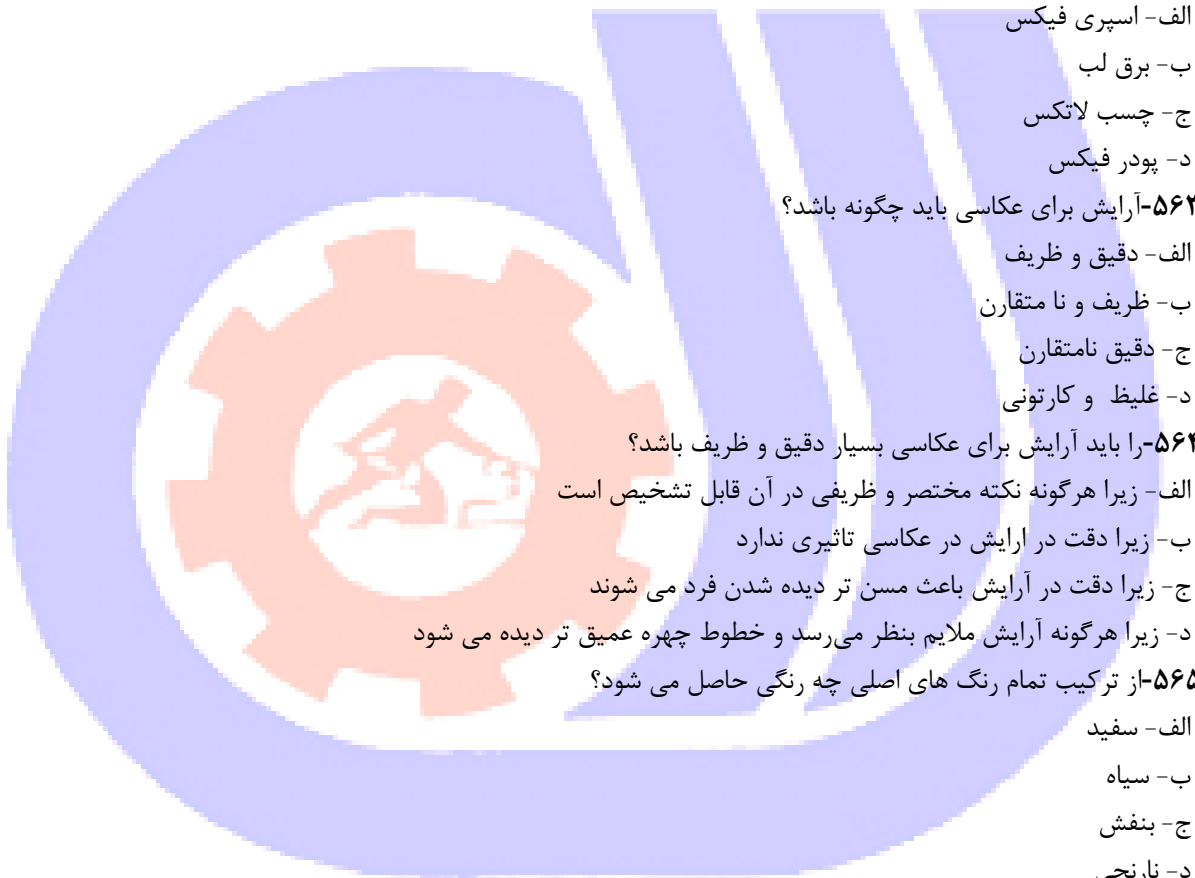 الف- اسپری فیکس
ب- برق لب
ج- چسب لاتکس
د- پودر فیکس
آرایش برای عکاسی باید چگونه باشد؟
الف- دقیق و ظریف
ب- ظریف و نا متقارن
ج- دقیق نامتقارن
د- غلیظ و کارتونی
را باید آرایش برای عکاسی بسیار دقیق و ظریف باشد؟
الف- زیرا هرگونه نکته مختصر و ظریفی در آن قابل تشخیص است
ب- زیرا دقت در ارایش در عکاسی تاثیری ندارد
ج- زیرا دقت در آرایش باعث مسن تر دیده شدن فرد می شوند
د- زیرا هرگونه آرایش ملایم بنظر می‌رسد و خطوط چهره عمیق تر دیده می شود
۵۶۵-از ترکیب تمام رنگ های اصلی چه رنگی حاصل می شود؟
الف- سفید
ب- سیاه
ج- بنفش
د- نارنجی